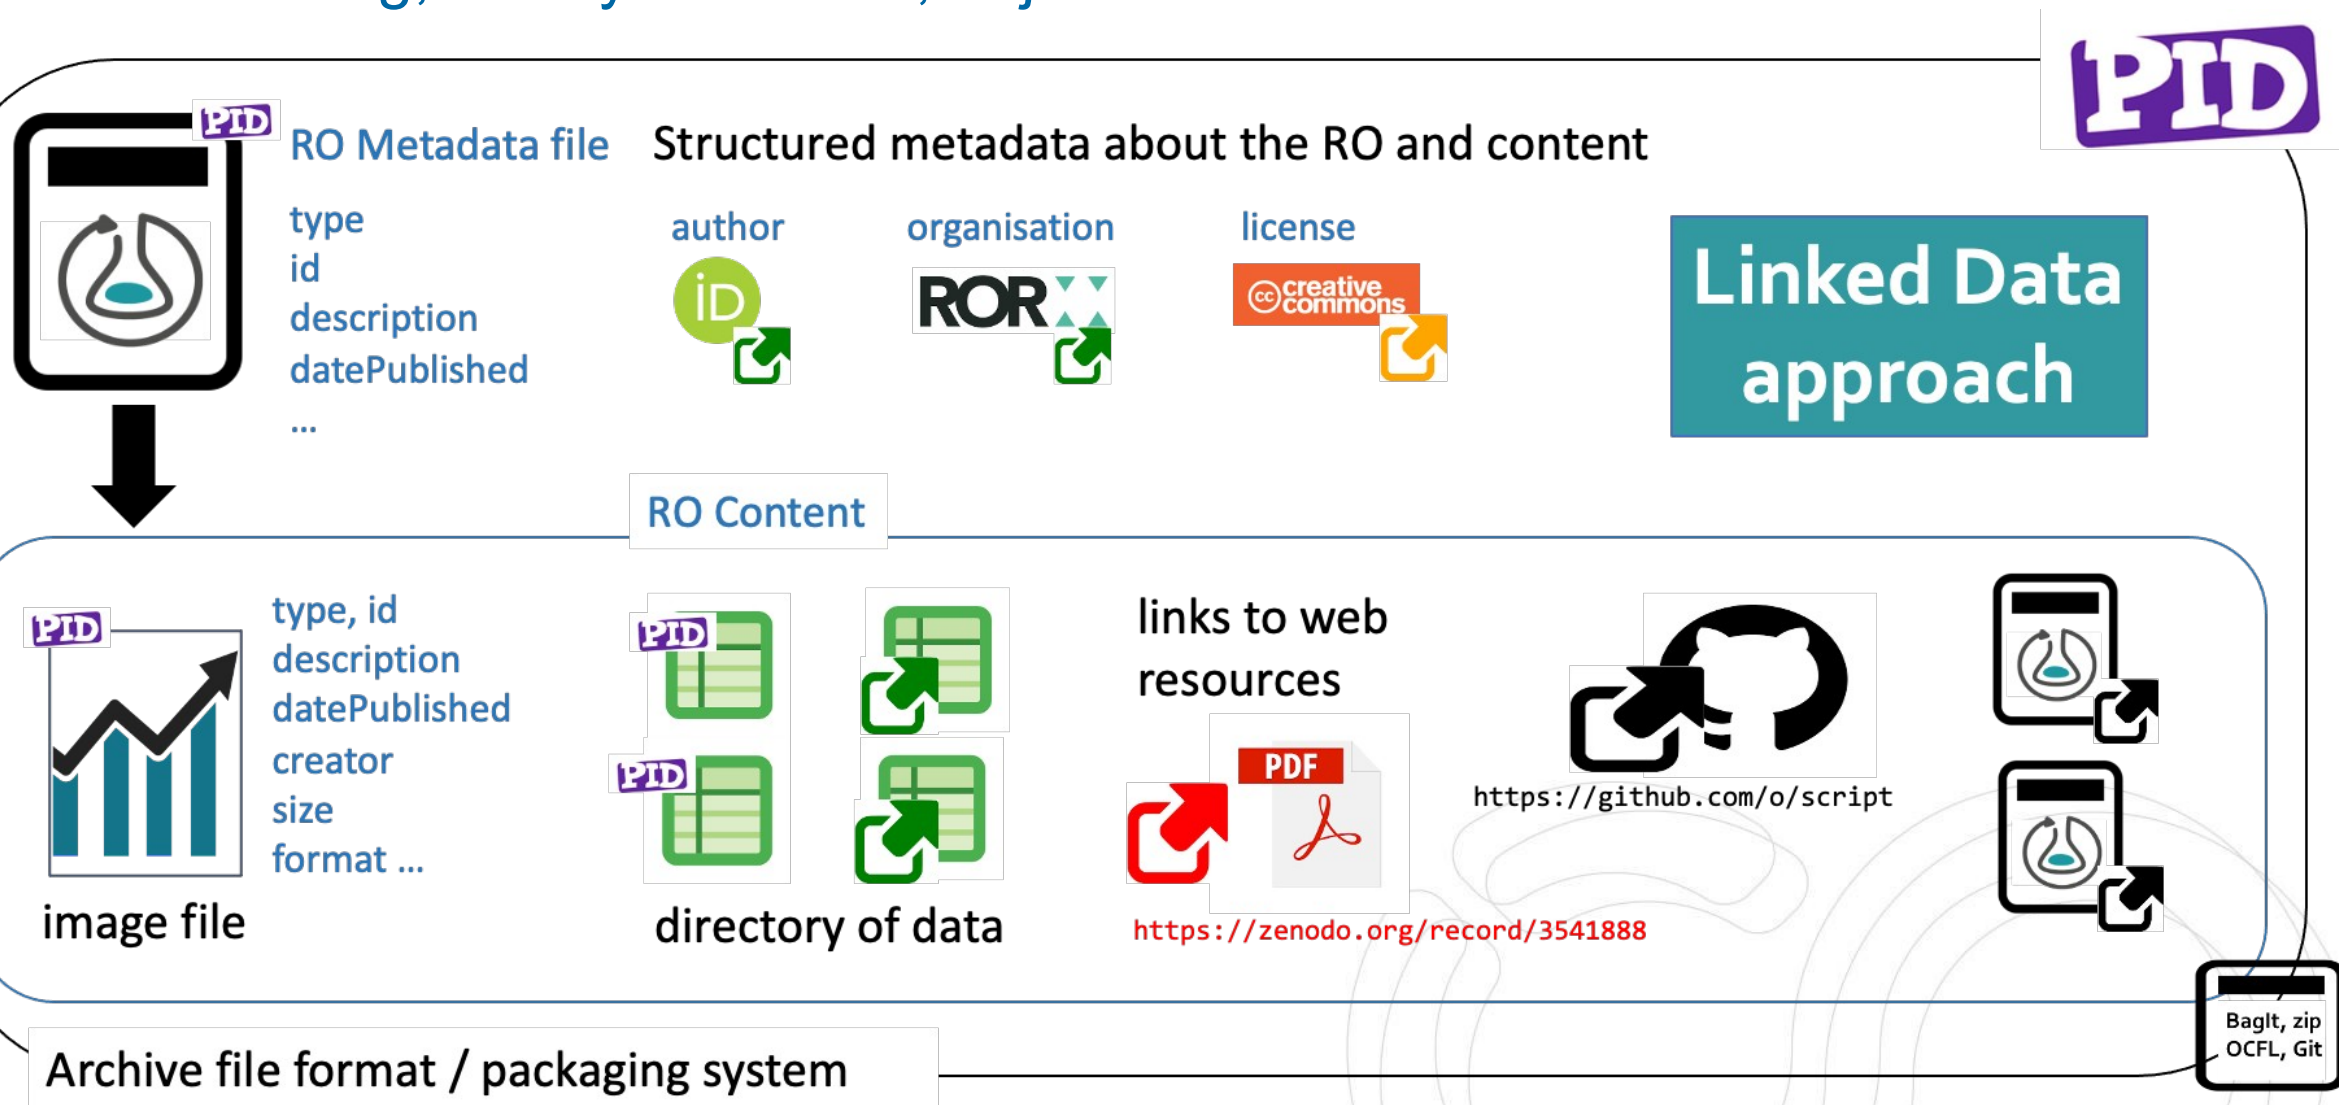 PID
PID
RO Metadata file
Structured metadata about the RO and content
type
id
description
datePublished
...
author
iD
organisation
ROR
license
cc creative commons
Linked Data
approach
RO Content
PID
type, id
description
datePublished
creator
size
format ...
image file
PID
PID
directory of data
links to web
resources
PDF
https://zenodo.org/record/3541888
https://github.com/o/script
BagIt, zip
OCFL, Git
Archive file format / packaging system